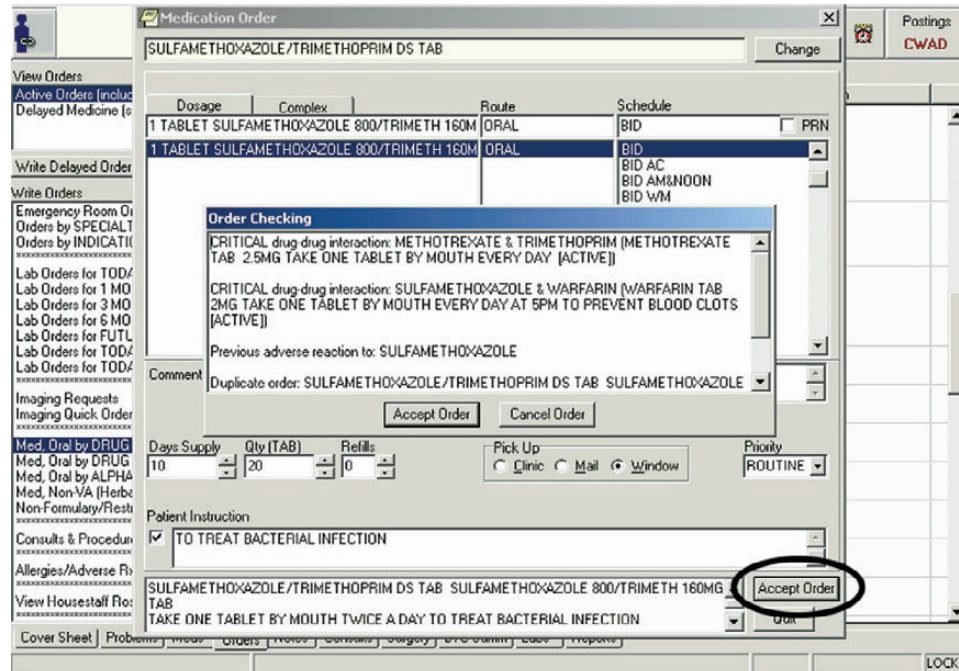 Medication Order
SULFAMETHOXAZOLE/TRIMETHOPRIM DS TAB
Change
Postings
CWAD
View Orders
Active Orders (includ
Delayed Medicine (s
Write Delayed Order
Write Orders
Emergency Room Or
Orders by SPECIALT
Orders by INDICATI
Lab Orders for TODA
Lab Orders for 1 MO
Lab Orders for 3 MO
Lab Orders for 6 MO
Lab Orders for FUTU
Lab Orders for TODA
Lab Orders for TODA
Imaging Requests
Imaging Quick Order
Med, Oral by DRUG
Med, Oral by DRUG
Med, Oral by ALPHA
Med, Non-VA (Herba
Non-Formulary/Restr
Consults & Procedure
Allergies/Adverse Rx
View Housestaff Ros
Dosage Complex Route Schedule
1 TABLET SULFAMETHOXAZOLE 800/TRIMETH 160M ORAL BID PRN
1 TABLET SULFAMETHOXAZOLE 800/TRIMETH 160M ORAL BID
BID AC
BID AM&NOON
BID WM
Order Checking
CRITICAL drug-drug interaction: METHOTREXATE & TRIMETHOPRIM (METHOTREXATE
TAB 2.5MG TAKE ONE TABLET BY MOUTH EVERY DAY [ACTIVE])
CRITICAL drug-drug interaction: SULFAMETHOXAZOLE & WARFARIN (WARFARIN TAB
2MG TAKE ONE TABLET BY MOUTH EVERY DAY AT 5PM TO PREVENT BLOOD CLOTS
[ACTIVE])
Previous adverse reaction to: SULFAMETHOXAZOLE
Duplicate order: SULFAMETHOXAZOLE/TRIMETHOPRIM DS TAB SULFAMETHOXAZOLE
Accept Order Cancel Order
Comment
Days Supply Qty (TAB) Refills Pick Up Priority
10 20 0 Clinic Mail Window ROUTINE
Patient Instruction
TO TREAT BACTERIAL INFECTION
SULFAMETHOXAZOLE/TRIMETHOPRIM DS TAB SULFAMETHOXAZOLE 800/TRIMETH 160MG
TAB
TAKE ONE TABLET BY MOUTH TWICE A DAY TO TREAT BACTERIAL INFECTION
Accept Order
Quit
Cover Sheet Problems Meds Orders Notes Consults Surgery D/C Summ Labs Reports
LOCK